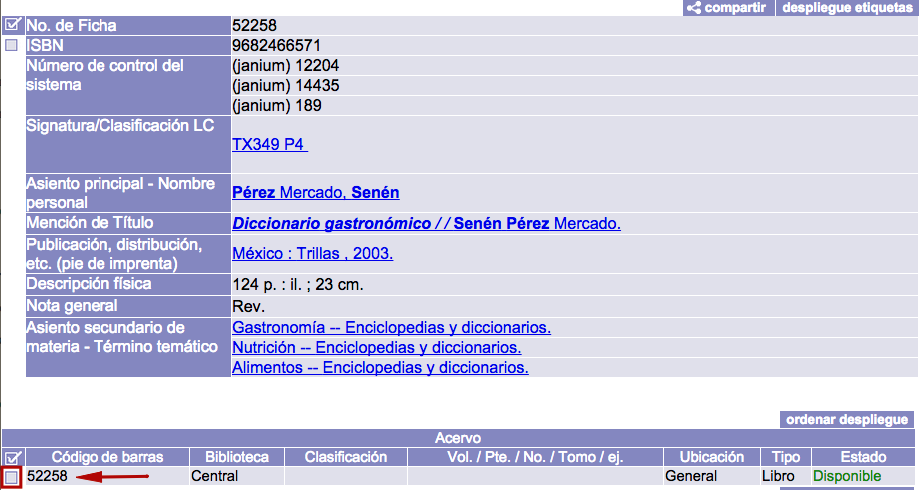 compartir despliegue etiquetas
No. de Ficha 52258
ISBN 9682466571
Número de control del sistema (janium) 12204
(janium) 14435
(janium) 189
Signatura/Clasificación LC TX349 P4
Asiento principal - Nombre personal Pérez Mercado, Senén
Mención de Título Diccionario gastronómico // Senén Pérez Mercado.
Publicación, distribución, etc. (pie de imprenta) México : Trillas , 2003.
Descripción física 124 p. : il. ; 23 cm.
Nota general Rev.
Asiento secundario de materia - Término temático Gastronomía -- Enciclopedias y diccionarios.
Nutrición -- Enciclopedias y diccionarios.
Alimentos -- Enciclopedias y diccionarios.
ordenar despliegue
Acervo
Código de barras Biblioteca Clasificación Vol. / Pte. / No. / Tomo / ej. Ubicación Tipo Estado
52258 Central General Libro Disponible